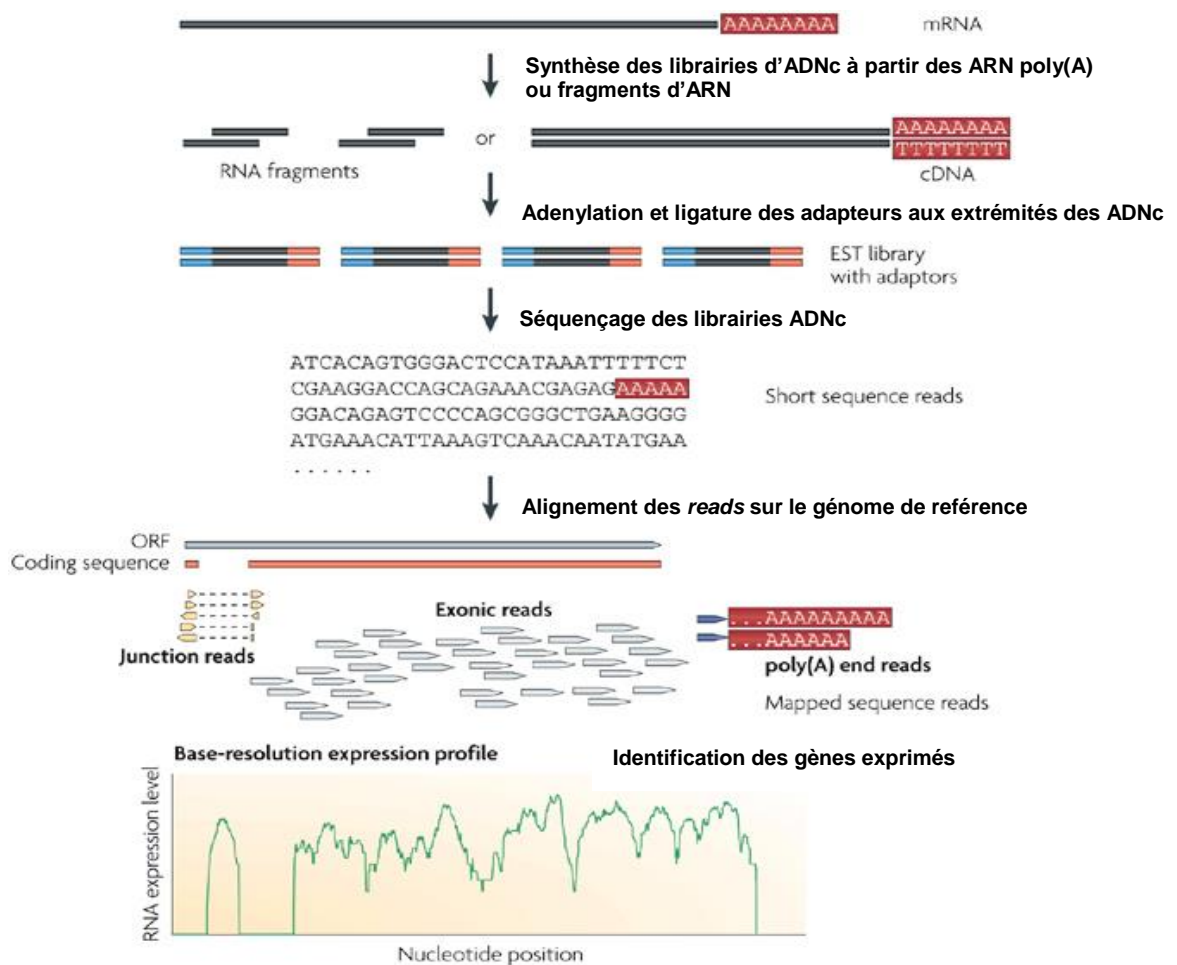 AAAAAAAA mRNA
Synthèse des librairies d’ADNc à partir des ARN poly(A)
ou fragments d’ARN
or
AAAAAAAA
TTTTTTTT
RNA fragments
cDNA
Adenylation et ligature des adapteurs aux extrémités des ADNc
EST library
with adaptors
Séquençage des librairies ADNc
ATCACAGTGGGACTCCATAAATTTTTCT
CGAAGGACCAGCAGAAACGAGAGAAAAA
GGACAGAGTCCCCAGCGGGCTGAAGGGG
ATGAAACATTAAAGTCAAACAATATGAA
. . . . . .
Short sequence reads
Alignement des reads sur le génome de reférence
ORF
Coding sequence
Junction reads
Exonic reads
...AAAAAAAAA
...AAAAAA
poly(A) end reads
Mapped sequence reads
Base-resolution expression profile
Identification des gènes exprimés
RNA expression level
Nucleotide position